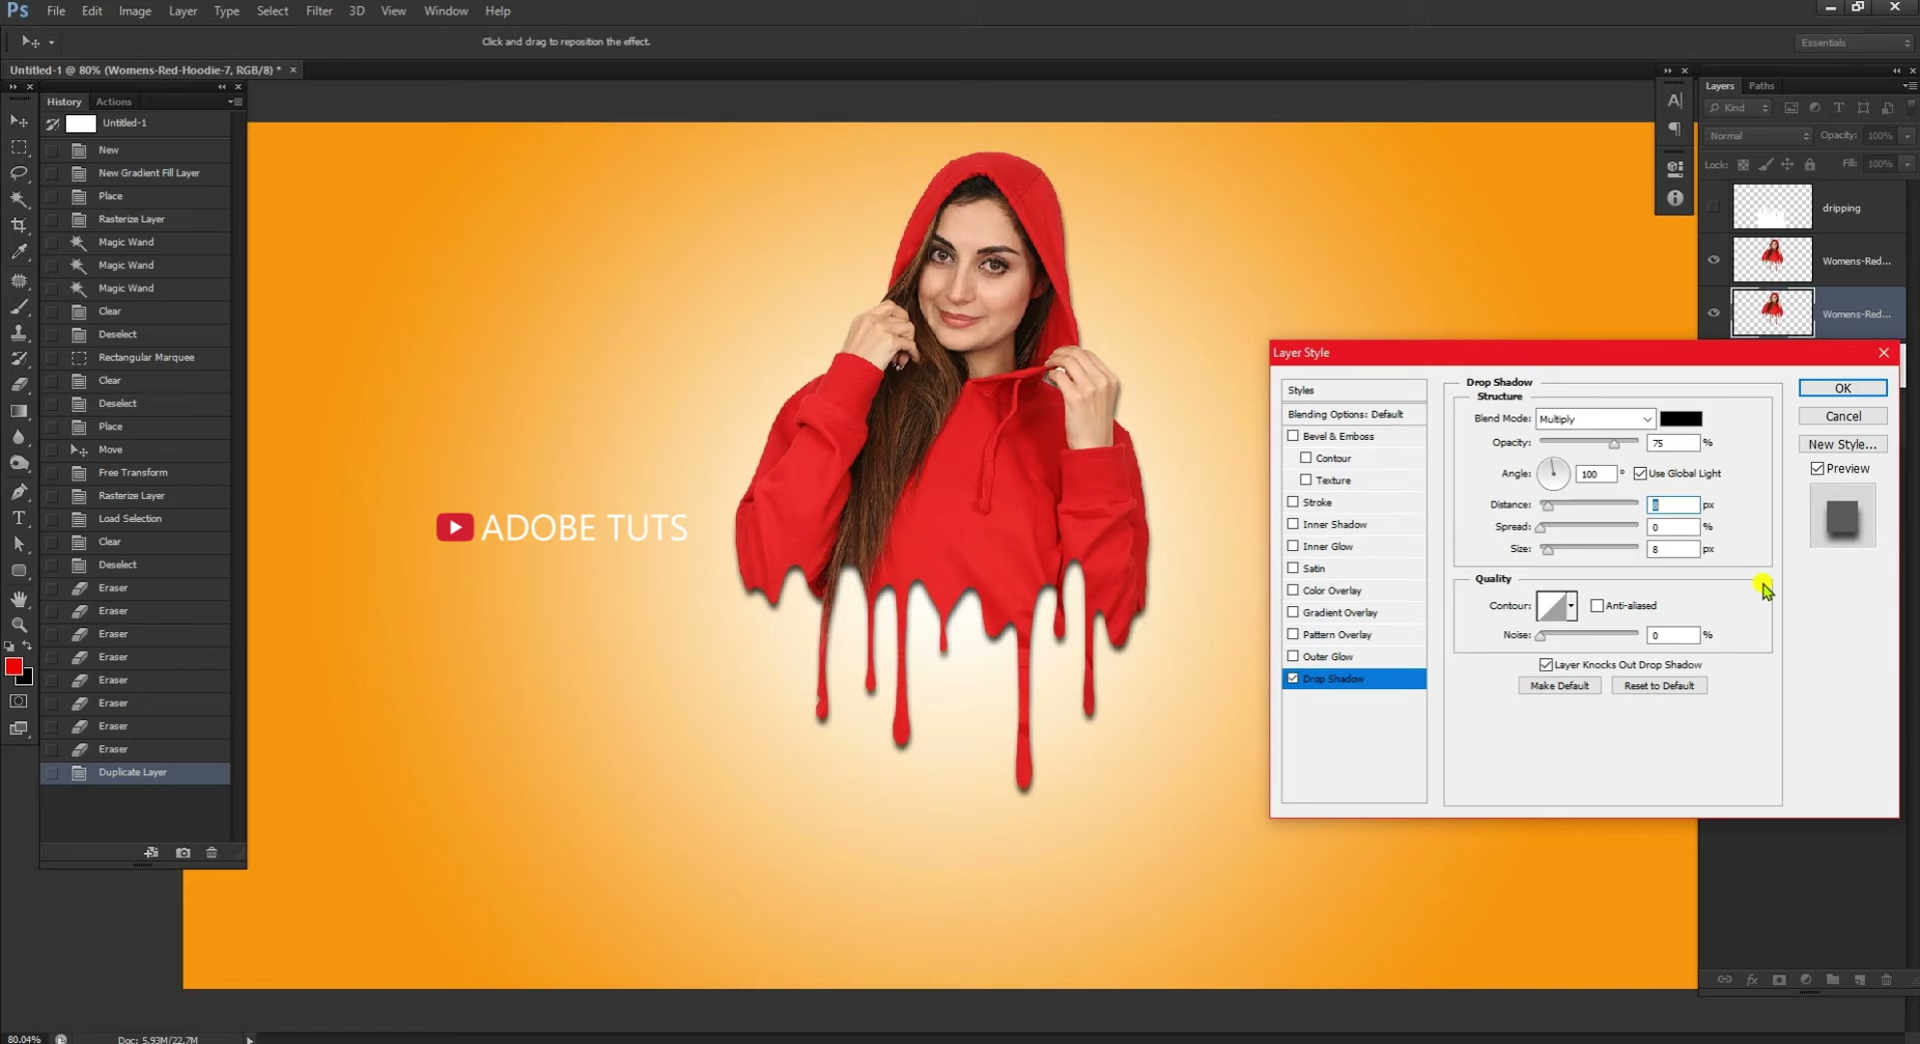 Ps File Edit Image Layer Type Select Filter 3D View Window Help
Click and drag to reposition the effect.
Essentials
Untitled-1 @ 80% (Womens-Red-Hoodie-7, RGB/8) * ×
History Actions
Untitled-1
New
New Gradient Fill Layer
Place
Rasterize Layer
Magic Wand
Magic Wand
Magic Wand
Clear
Deselect
Rectangular Marquee
Clear
Deselect
Place
Move
Free Transform
Rasterize Layer
Load Selection
Clear
Deselect
Eraser
Eraser
Eraser
Eraser
Eraser
Eraser
Eraser
Eraser
Duplicate Layer
ADOBE TUTS
Layers Paths
Kind
Normal Opacity: 100%
Lock: Fill: 100%
dripping
Womens-Red...
Womens-Red...
Layer Style
Styles
Blending Options: Default
Bevel & Emboss
Contour
Texture
Stroke
Inner Shadow
Inner Glow
Satin
Color Overlay
Gradient Overlay
Pattern Overlay
Outer Glow
Drop Shadow
Drop Shadow
Structure
Blend Mode: Multiply
Opacity: 75 %
Angle: 100 ° Use Global Light
Distance: 8 px
Spread: 0 %
Size: 8 px
Quality
Contour: Anti-aliased
Noise: 0 %
Layer Knocks Out Drop Shadow
Make Default Reset to Default
OK
Cancel
New Style...
Preview
80.04% Doc: 5.93M/22.7M